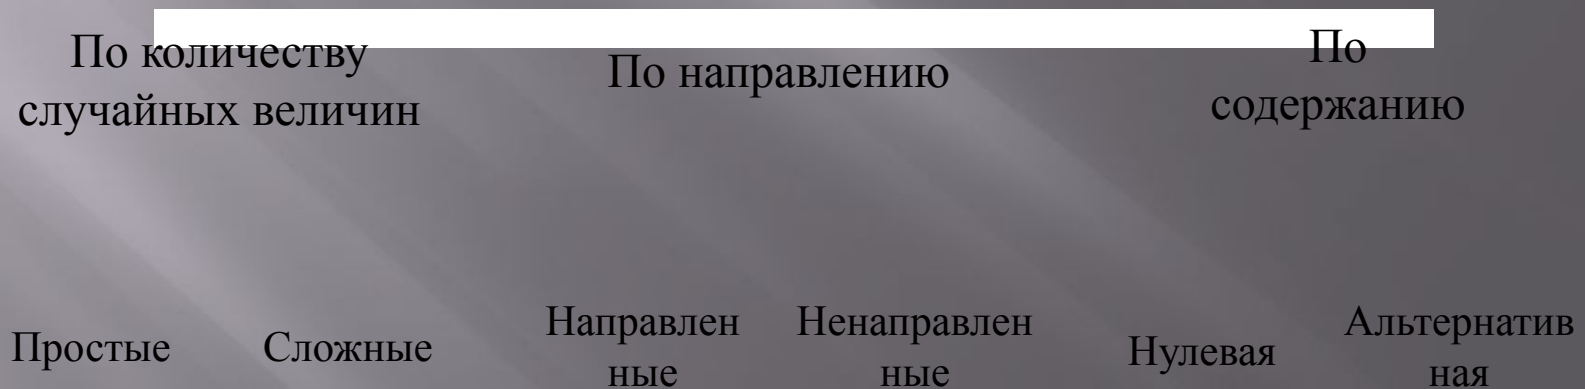 По количеству
случайных величин
По направлению
По
содержанию
Простые
Сложные
Направлен
ные
Ненаправлен
ные
Нулевая
Альтернатив
ная